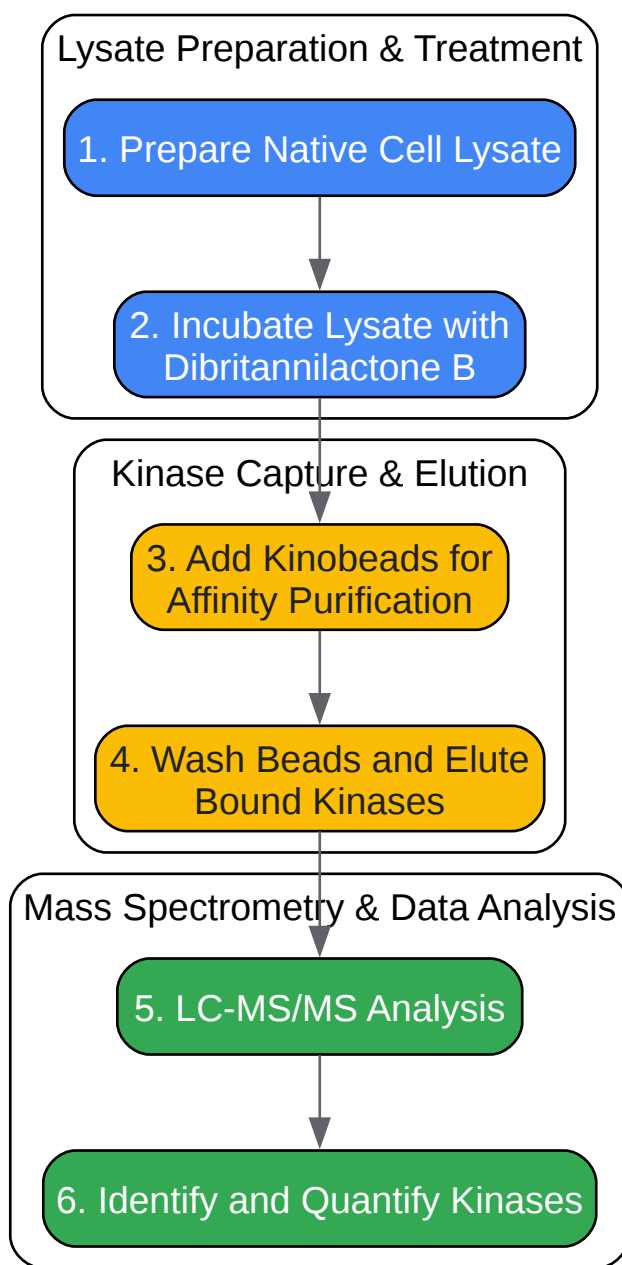 Lysate Preparation & Treatment
1. Prepare Native Cell Lysate
2. Incubate Lysate with
Dibritannilactone B
Kinase Capture & Elution
3. Add Kinobeads for
Affinity Purification
4. Wash Beads and Elute
Bound Kinases
Mass Spectrometry & Data Analysis
5. LC-MS/MS Analysis
6. Identify and Quantify Kinases